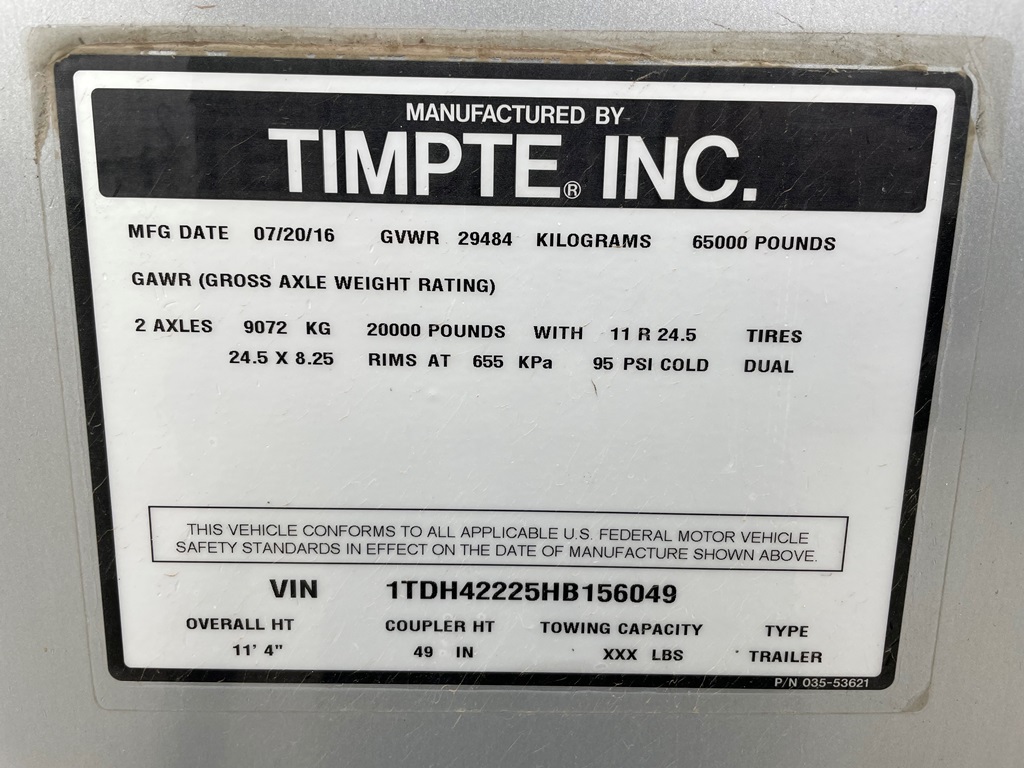 MANUFACTURED BY
TIMPTE® INC.
MFG DATE 07/20/16 GVWR 29484 KILOGRAMS 65000 POUNDS
GAWR (GROSS AXLE WEIGHT RATING)
2 AXLES 9072 KG 20000 POUNDS WITH 11 R 24.5 TIRES
24.5 X 8.25 RIMS AT 655 KPa 95 PSI COLD DUAL
THIS VEHICLE CONFORMS TO ALL APPLICABLE U.S. FEDERAL MOTOR VEHICLE
SAFETY STANDARDS IN EFFECT ON THE DATE OF MANUFACTURE SHOWN ABOVE.
VIN 1TDH42225HB156049
OVERALL HT COUPLER HT TOWING CAPACITY TYPE
11' 4" 49 IN XXX LBS TRAILER
P/N 035-53621